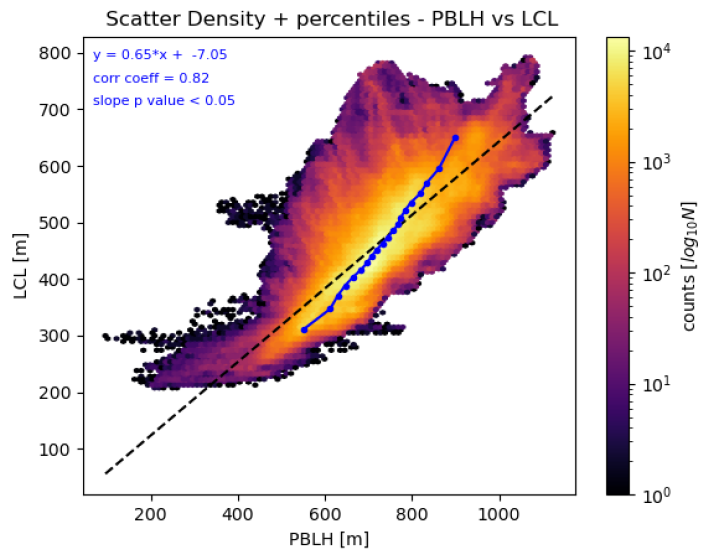 Scatter Density + percentiles - PBLH vs LCL
y = 0.65*x + -7.05
corr coeff = 0.82
slope p value < 0.05
800
700
600
500
400
300
200
100
LCL [m]
200 400 600 800 1000
PBLH [m]
10⁴
10³
10²
10¹
10⁰
counts [log₁₀N]